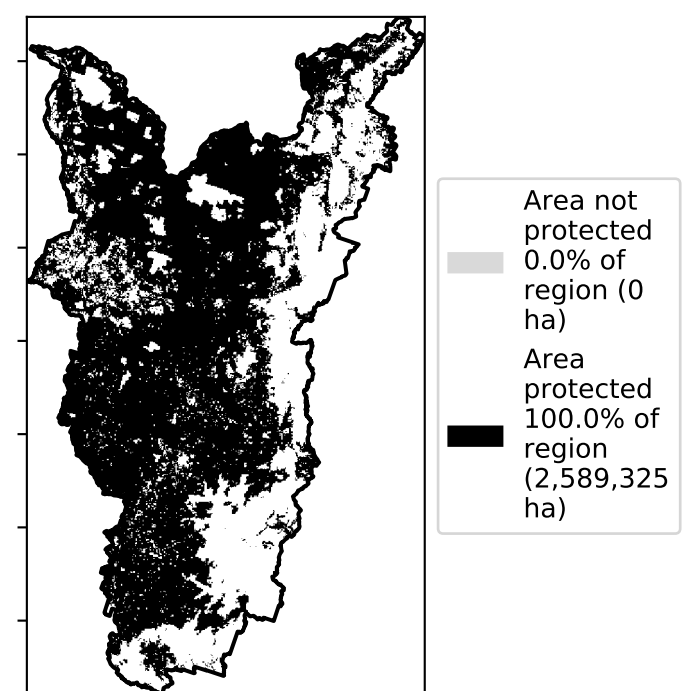 Area not
protected
0.0% of
region (0
ha)
Area
protected
100.0% of
region
(2,589,325
ha)